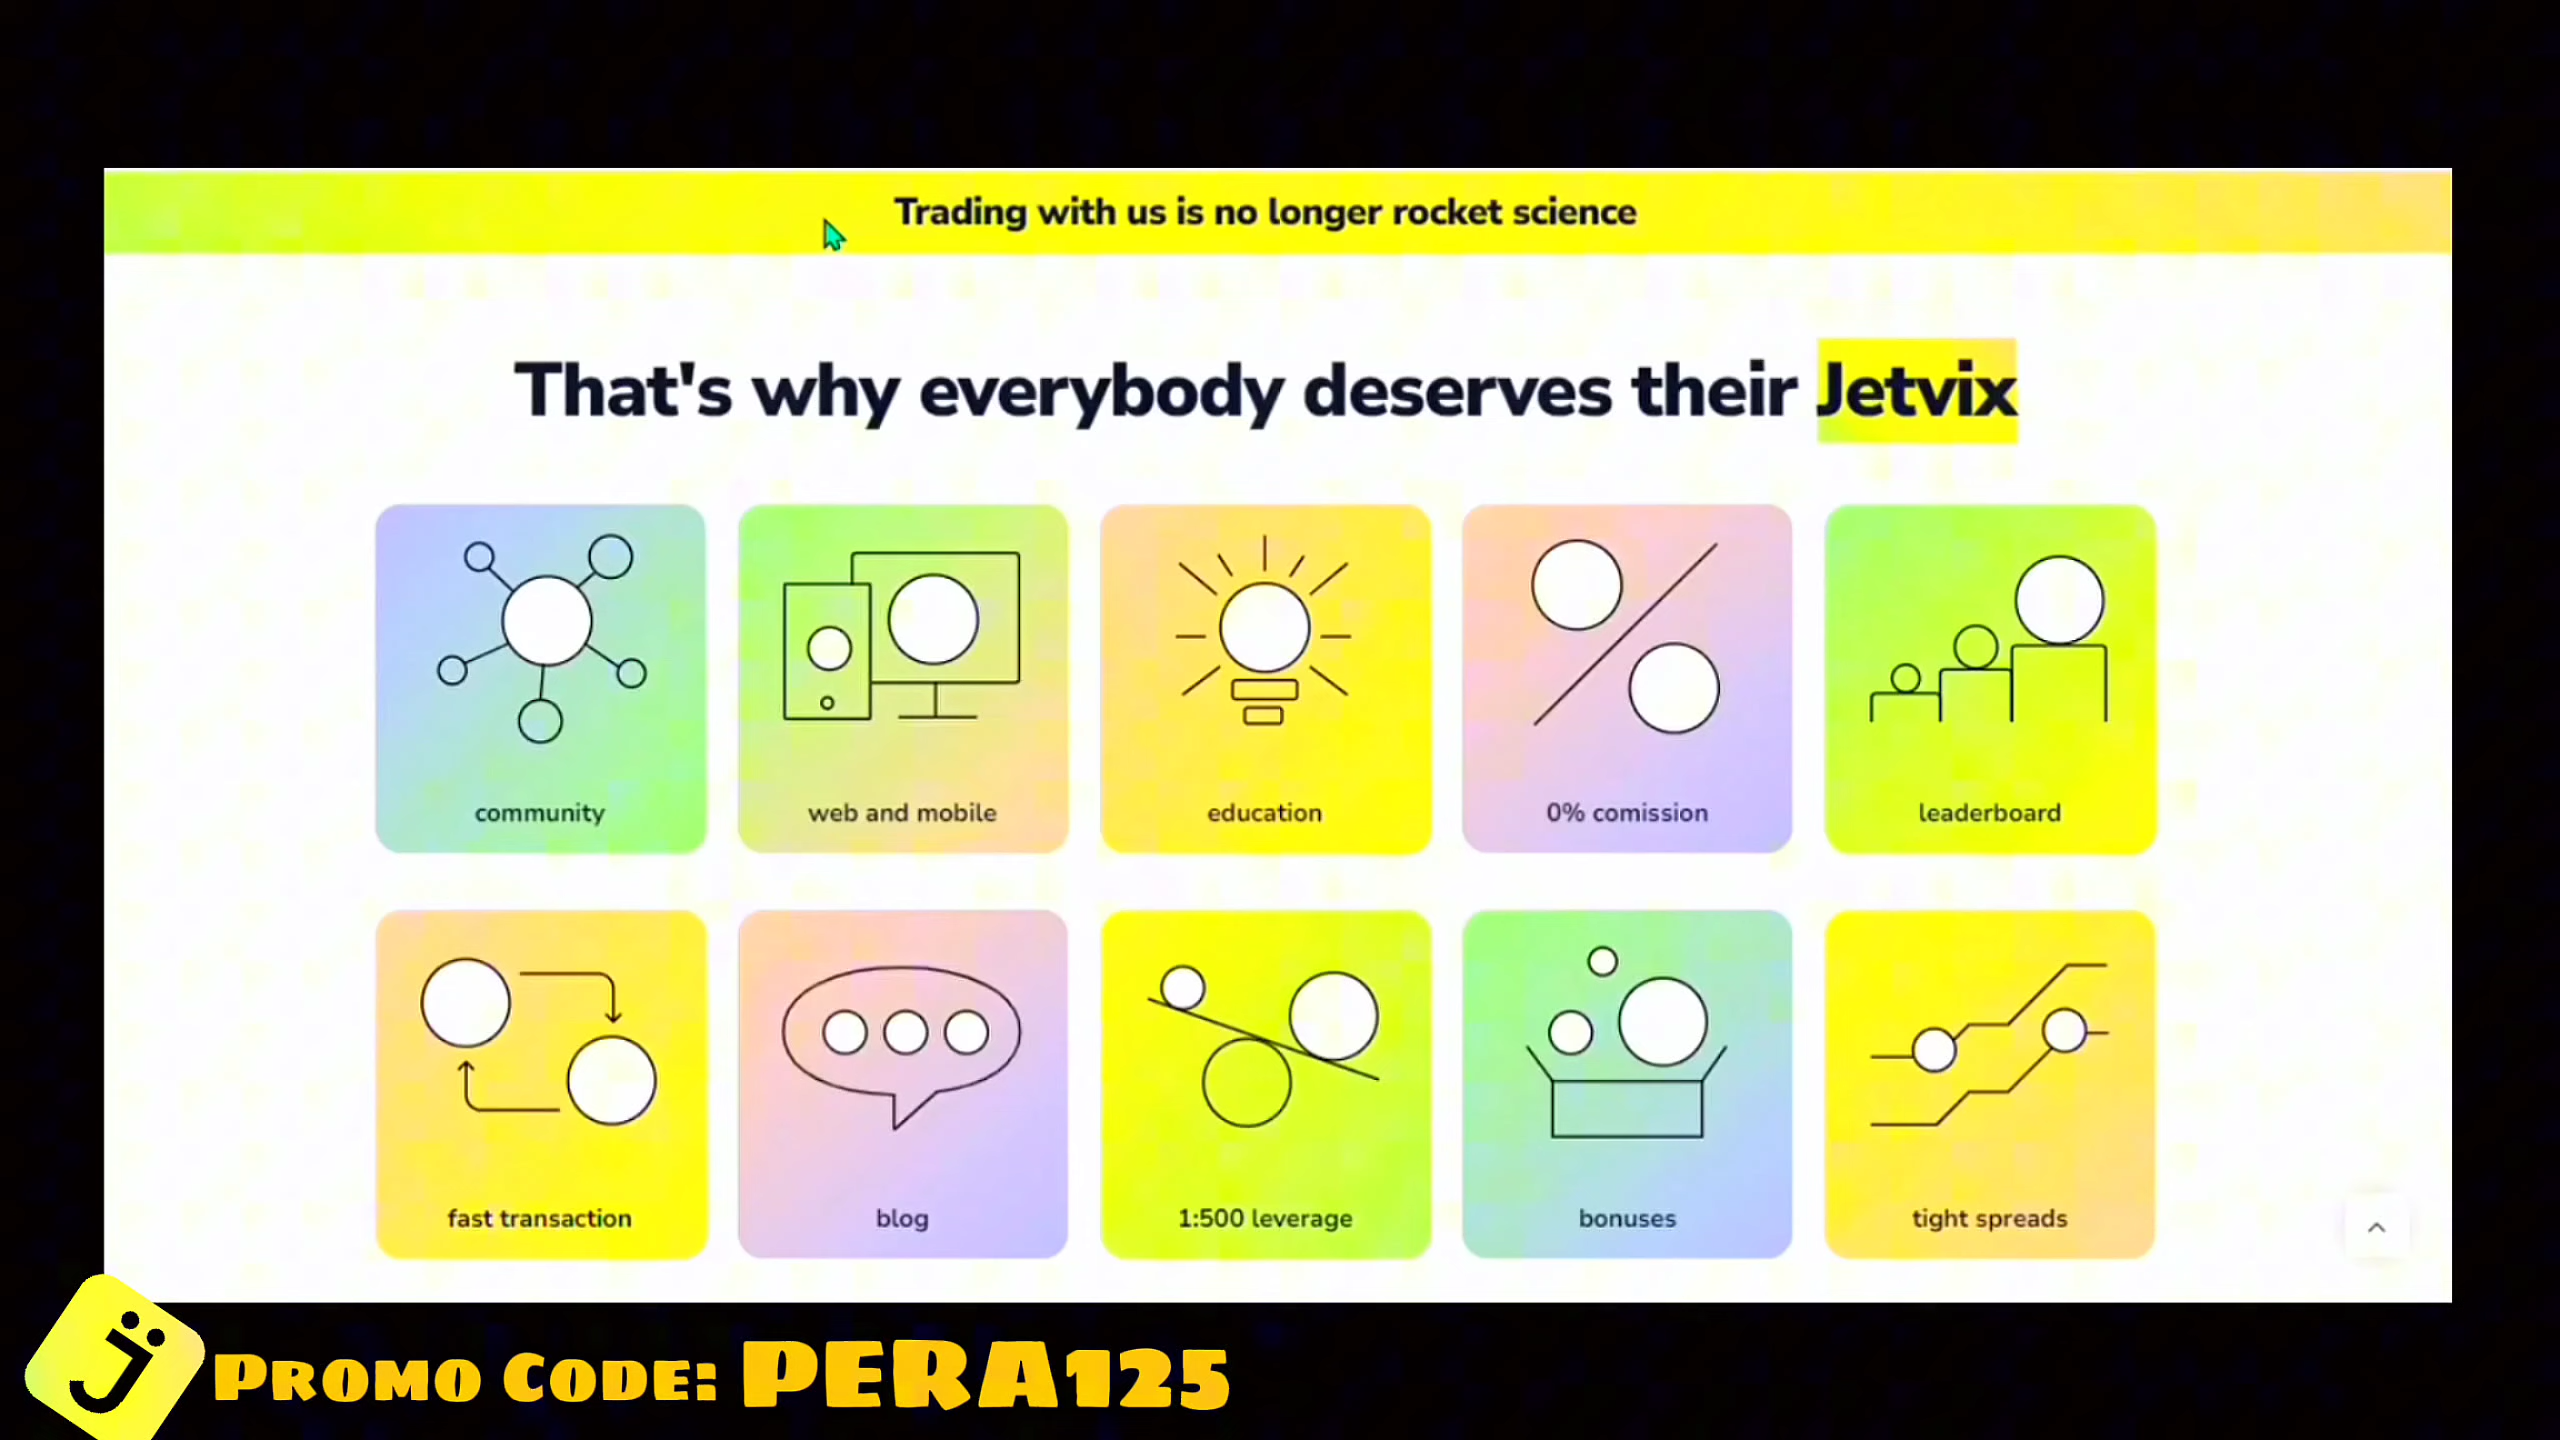 Trading with us is no longer rocket science
That's why everybody deserves their Jetvix
community
web and mobile
education
0% comission
leaderboard
fast transaction
blog
1:500 leverage
bonuses
tight spreads
J
Promo Code: PERA125